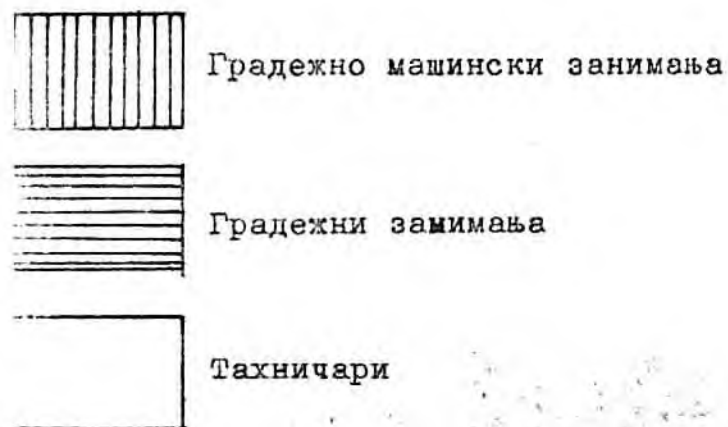 Градежно машински занимања
Градежни замимања
Тахничари